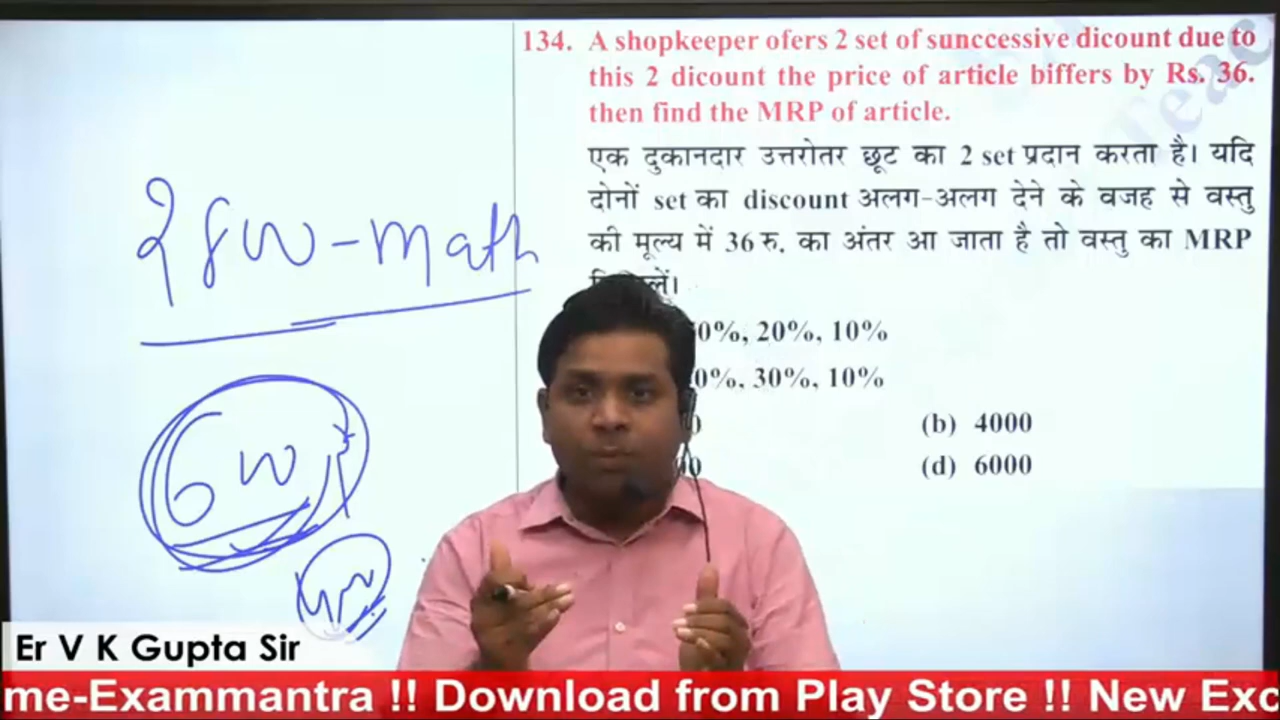 134. A shopkeeper ofers 2 set of sunccessive dicount due to
this 2 dicount the price of article biffers by Rs. 36.
then find the MRP of article.
एक दुकानदार उत्तरोतर छूट का 2 set प्रदान करता है। यदि
दोनों set का discount अलग-अलग देने के वजह से वस्तु
की मूल्य में 36 रु. का अंतर आ जाता है तो वस्तु का MRP
0%, 20%, 10%
0%, 30%, 10%
(b) 4000
(d) 6000
math
6
Er V K Gupta Sir
me-Exammantra !! Download from Play Store !! New Exc